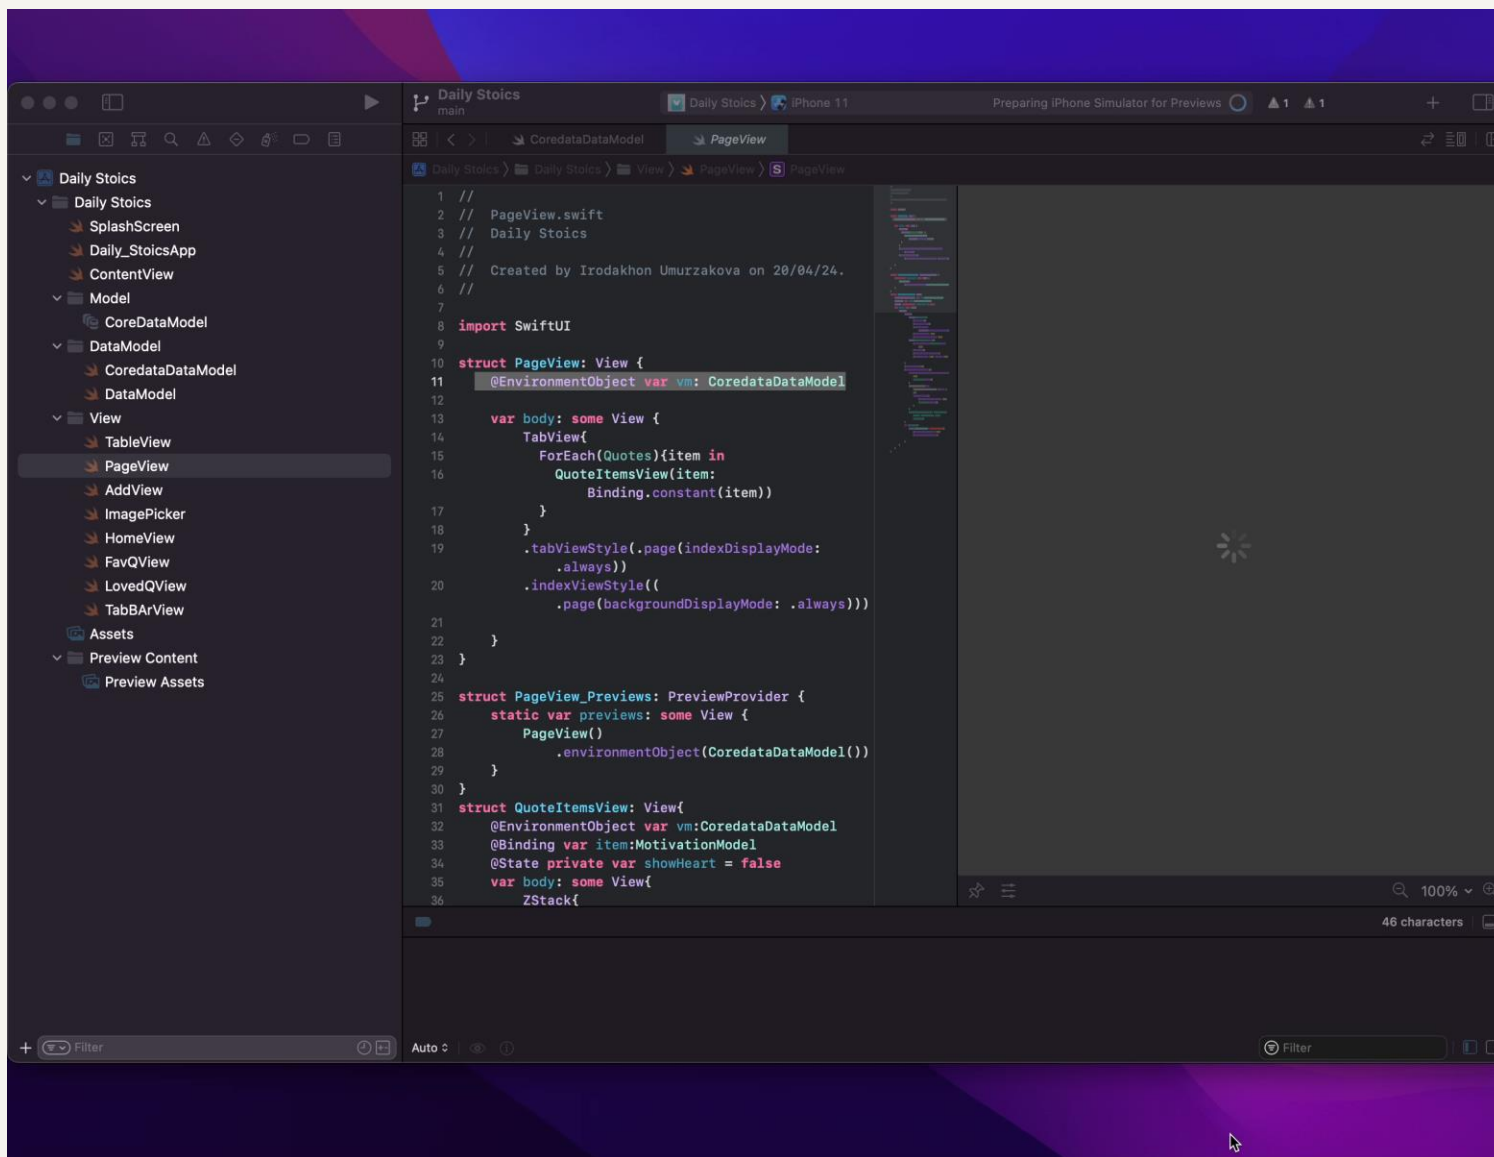 Daily Stoics
main
Daily Stoics
iPhone 11
Preparing iPhone Simulator for Previews
1
1
CoredataDataModel
PageView
Daily Stoics
Daily Stoics
View
PageView
S
PageView
Daily Stoics
Daily Stoics
SplashScreen
Daily_StoicsApp
ContentView
Model
CoreDataModel
DataModel
CoredataDataModel
DataModel
View
TableView
PageView
AddView
ImagePicker
HomeView
FavQView
LovedQView
TabBArView
Assets
Preview Content
Preview Assets
Filter
1 //
2 //  PageView.swift
3 //  Daily Stoics
4 //
5 //  Created by Irodakhon Umurzakova on 20/04/24.
6 //
7
8 import SwiftUI
9
10 struct PageView: View {
11     @EnvironmentObject var vm: CoredataDataModel
12
13     var body: some View {
14         TabView{
15           ForEach(Quotes){item in
16             QuoteItemsView(item:
Binding.constant(item))
17           }
18         }
19         .tabViewStyle(.page(indexDisplayMode:
.always))
20         .indexViewStyle((
.page(backgroundDisplayMode: .always)))
21
22     }
23 }
24
25 struct PageView_Previews: PreviewProvider {
26     static var previews: some View {
27         PageView()
28             .environmentObject(CoredataDataModel())
29     }
30 }
31 struct QuoteItemsView: View{
32     @EnvironmentObject var vm:CoredataDataModel
33     @Binding var item:MotivationModel
34     @State private var showHeart = false
35     var body: some View{
36         ZStack{
100%
46 characters
Auto
Filter